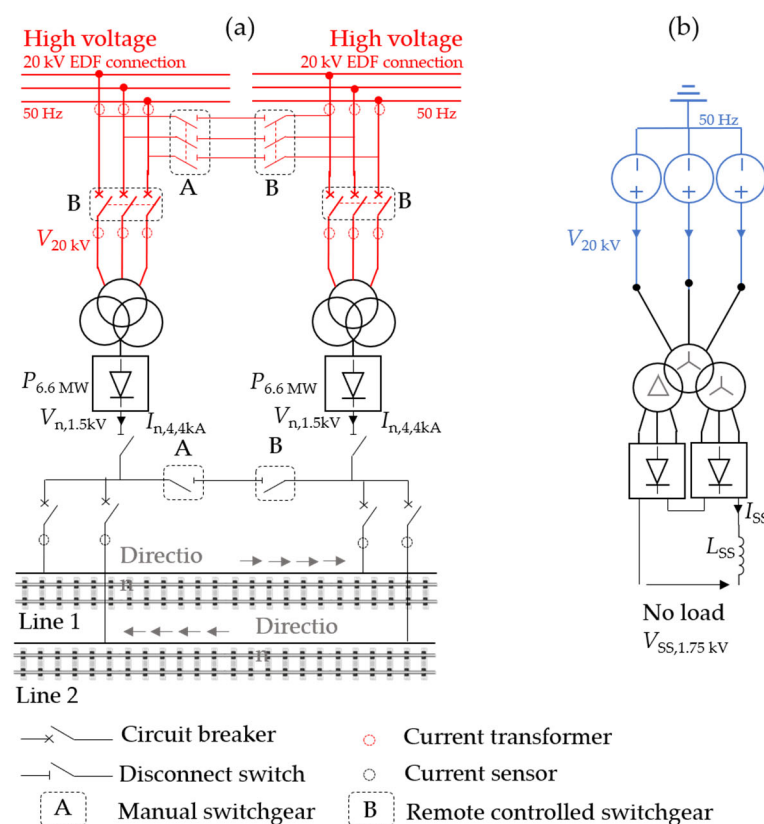 (a)
High voltage
20 kV EDF connection
50 Hz
High voltage
20 kV EDF connection
50 Hz
A
B
B
B
V20 kV
P6.6 MW
Vn,1.5kV
In,4,4kA
P6.6 MW
Vn,1.5kV
In,4,4kA
A
B
Directio
n
Line 1
Directio
n
Line 2
(b)
50 Hz
V20 kV
ISS
LSS
No load
VSS,1.75 kV
Circuit breaker
Current transformer
Disconnect switch
Current sensor
A Manual switchgear
B Remote controlled switchgear